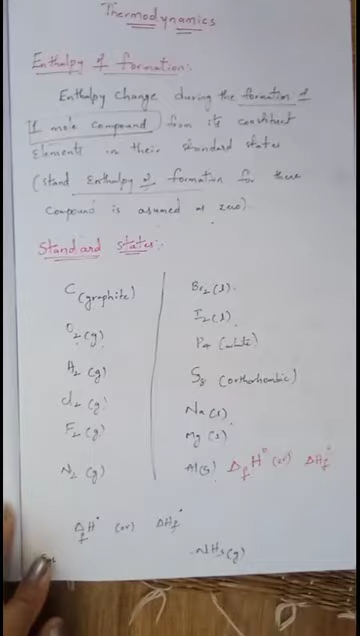 Thermodynamics
Enthalpy of formation:
Enthalpy Change during the formation of
1 mole compound from its constituent
elements in their standard states
(stand Enthalpy of formation for these
compound is asumed as zero)
Standard states:
C (graphite)
O2 (g)
H2 (g)
Cl2 (g)
F2 (g)
N2 (g)
Br2 (l)
I2 (s)
P4 (white)
S8 (orthorhombic)
Na (s)
Mg (s)
Al (s) ΔfH° (or) ΔHf°
ΔfH° (or) ΔHf°
NH3 (g)